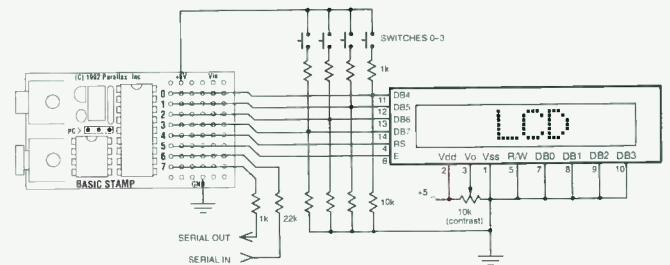 (C) 1992 Parallax Inc
+5V Vin
SWITCHES 0–3
1k
0
1
2
3
4
5
6
7
PC >
BASIC STAMP
GND
DB4
11
DB5
12
DB6
13
DB7
14
RS
4
E
6
LCD
Vdd Vo Vss R/W DB0 DB1 DB2 DB3
2 3 1 5 7 8 9 10
+5
10k
(contrast)
1k
22k
10k
SERIAL OUT
SERIAL IN